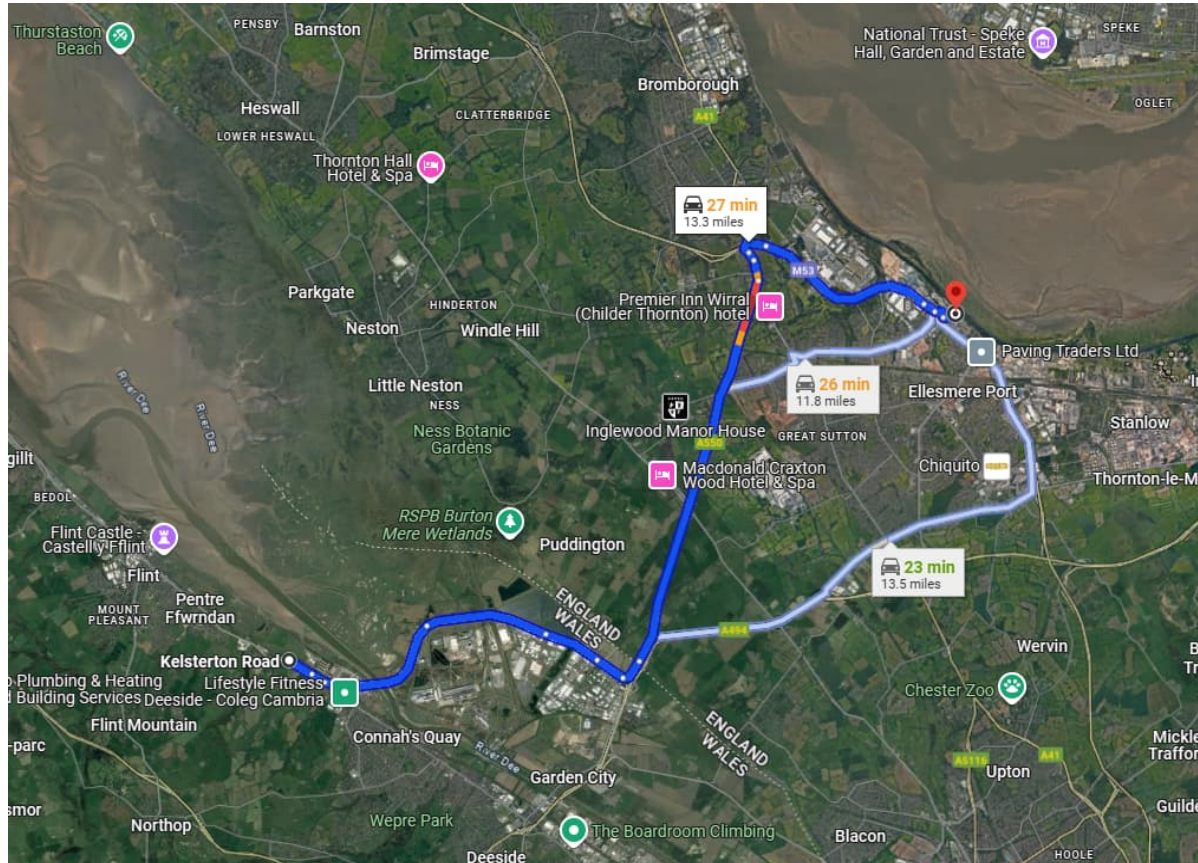 PENSBY
Barnston
Thurstaston
Beach
Brimstage
National Trust - Speke
Hall, Garden and Estate
SPEKE
Bromborough
OGLET
Heswall
CLATTERBRIDGE
A41
LOWER HESWALL
Thornton Hall
Hotel & Spa
27 min
13.3 miles
M53
Parkgate
HINDERTON
Premier Inn Wirral
(Childer Thornton) hotel
Neston
Windle Hill
Paving Traders Ltd
Little Neston
26 min
11.8 miles
Ellesmere Port
NESS
River Dee
River Dee
Inglewood Manor House
Stanlow
Ness Botanic
Gardens
A550
GREAT SUTTON
Macdonald Craxton
Wood Hotel & Spa
Chiquito
Thornton-le-M
gillt
BEDOL
RSPB Burton
Mere Wetlands
Flint Castle -
Castell y Fflint
Puddington
Flint
23 min
13.5 miles
Pentre
Ffwrndan
MOUNT
PLEASANT
ENGLAND
WALES
A494
Wervin
Kelsterton Road
o Plumbing & Heating
d Building Services
Lifestyle Fitness
Deeside - Coleg Cambria
Chester Zoo
Flint Mountain
ENGLAND
WALES
-parc
Connah's Quay
Mickle
Trafford
River Dee
A5116
A41
Garden City
Upton
smor
Northop
Wepre Park
The Boardroom Climbing
Blacon
Guilde
Deeside
HOOLE